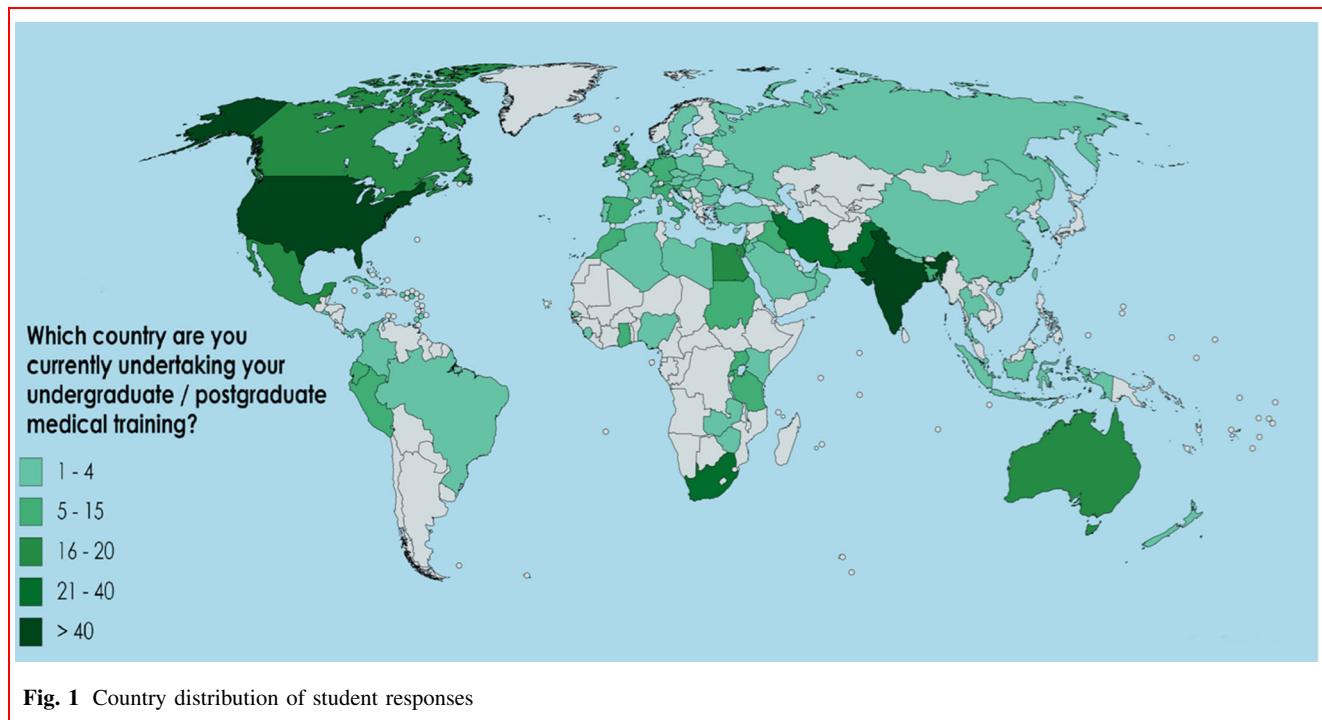 Which country are you
currently undertaking your
undergraduate / postgraduate
medical training?
1 - 4
5 - 15
16 - 20
21 - 40
> 40
Fig. 1 Country distribution of student responses